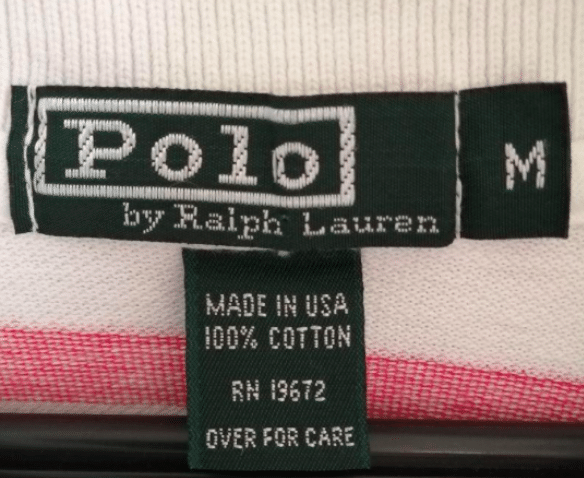 Polo
by Ralph Lauren
M
MADE IN USA
100% COTTON
RN 19672
OVER FOR CARE